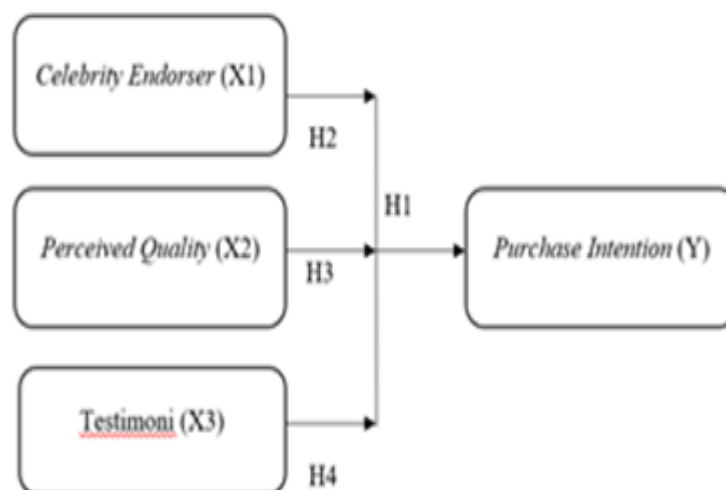 Celebrity Endorser (X1)
H2
H1
Perceived Quality (X2)
Purchase Intention (Y)
H3
Testimoni (X3)
H4